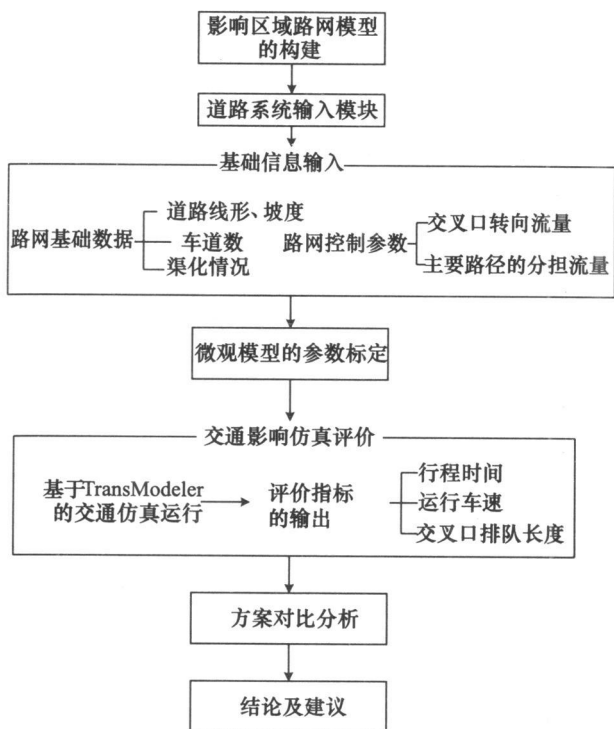 影响区域路网模型
的构建
道路系统输入模块
基础信息输入
路网基础数据
道路线形、坡度
车道数
渠化情况
路网控制参数
交叉口转向流量
主要路径的分担流量
微观模型的参数标定
交通影响仿真评价
基于TransModeler
的交通仿真运行
评价指标
的输出
行程时间
运行车速
交叉口排队长度
方案对比分析
结论及建议